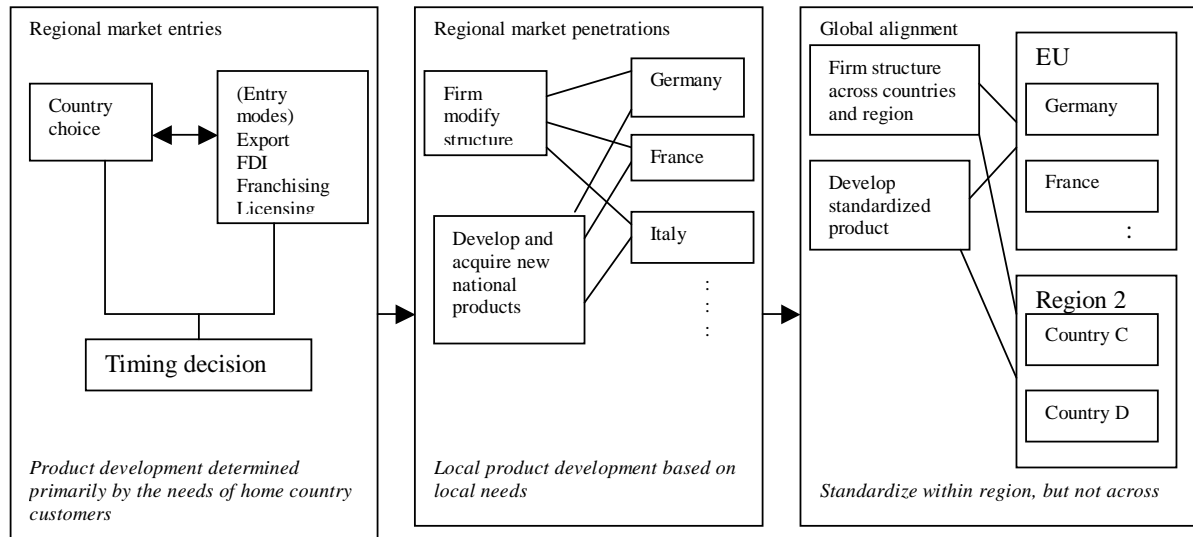 Regional market entries
Country
choice
(Entry
modes)
Export
FDI
Franchising
Licensing
Timing decision
Product development determined
primarily by the needs of home country
customers
Regional market penetrations
Firm
modify
structure
Develop and
acquire new
national
products
Germany
France
Italy
:
:
:
Local product development based on
local needs
Global alignment
Firm structure
across countries
and region
Develop
standardized
product
EU
Germany
France
:
Region 2
Country C
Country D
Standardize within region, but not across